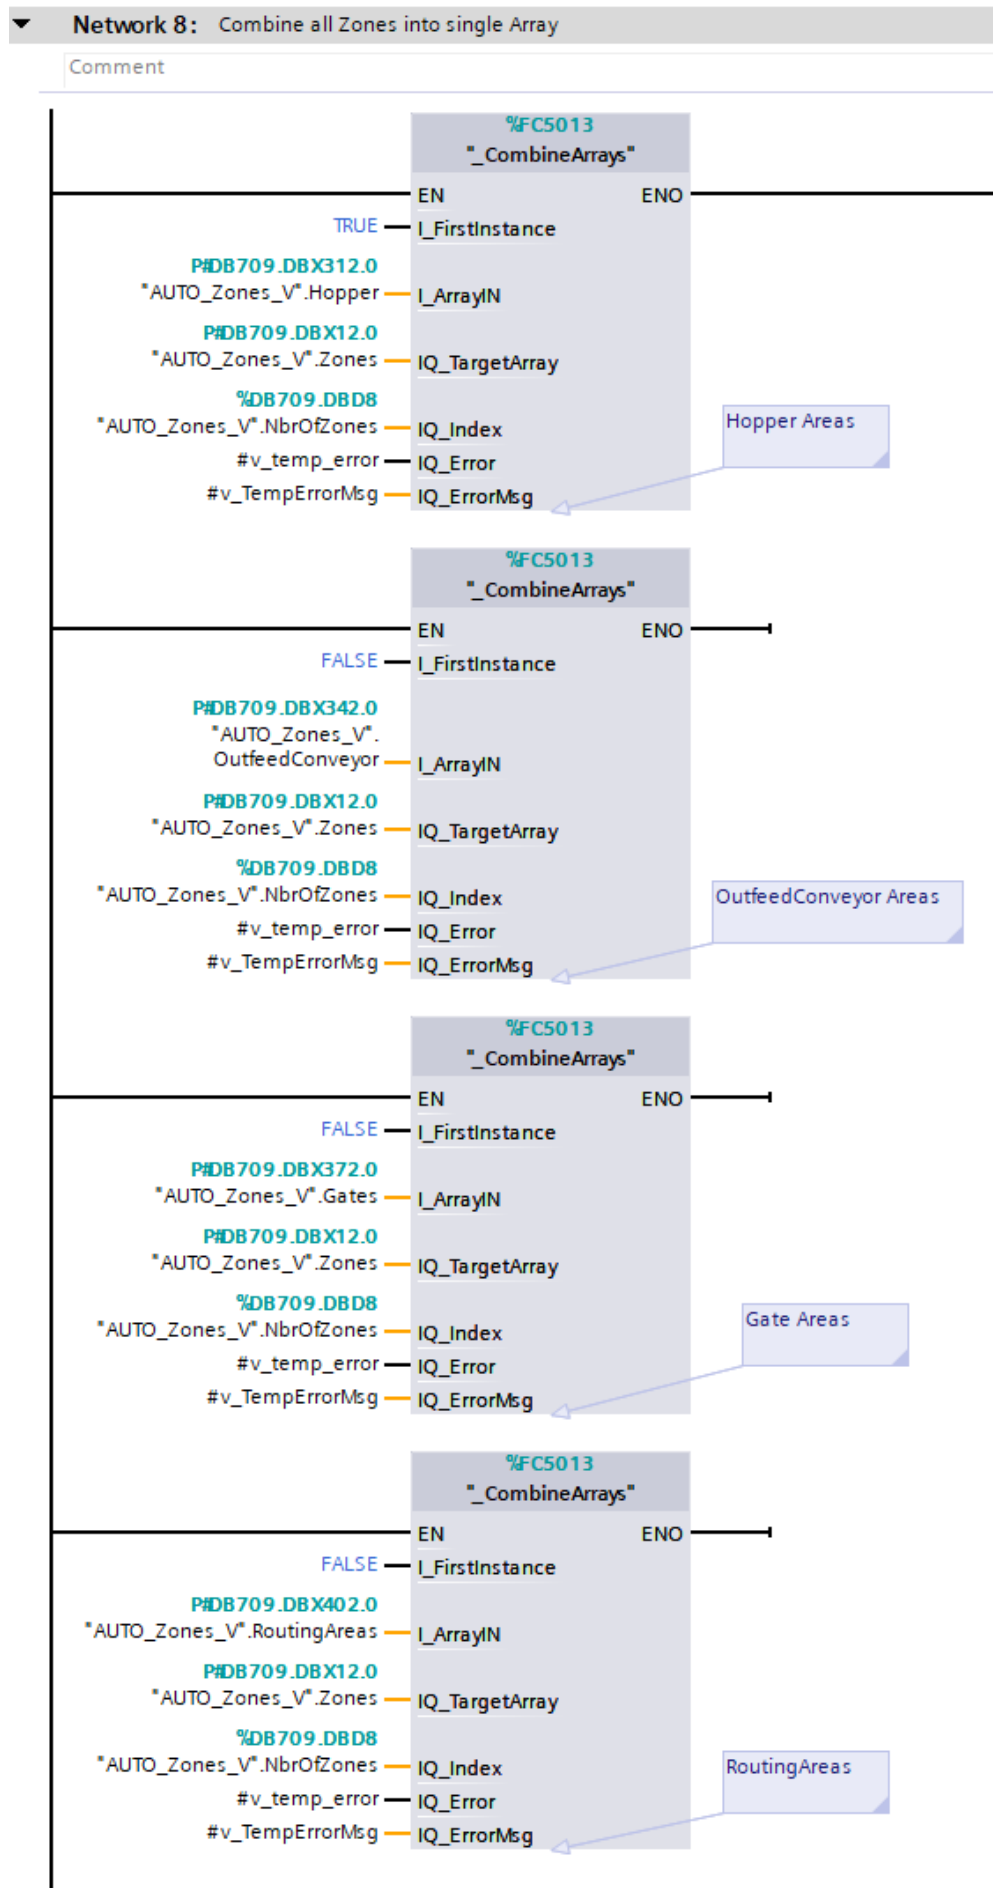 Network 8: Combine all Zones into single Array
Comment
%FC5013
"_CombineArrays"
EN ENO
TRUE I_FirstInstance
P#DB709.DBX312.0
"AUTO_Zones_V".Hopper I_ArrayIN
P#DB709.DBX12.0
"AUTO_Zones_V".Zones IQ_TargetArray
%DB709.DBD8
"AUTO_Zones_V".NbrOfZones IQ_Index
Hopper Areas
#v_temp_error IQ_Error
#v_TempErrorMsg IQ_ErrorMsg
%FC5013
"_CombineArrays"
EN ENO
FALSE I_FirstInstance
P#DB709.DBX342.0
"AUTO_Zones_V".
OutfeedConveyor I_ArrayIN
P#DB709.DBX12.0
"AUTO_Zones_V".Zones IQ_TargetArray
%DB709.DBD8
"AUTO_Zones_V".NbrOfZones IQ_Index
OutfeedConveyor Areas
#v_temp_error IQ_Error
#v_TempErrorMsg IQ_ErrorMsg
%FC5013
"_CombineArrays"
EN ENO
FALSE I_FirstInstance
P#DB709.DBX372.0
"AUTO_Zones_V".Gates I_ArrayIN
P#DB709.DBX12.0
"AUTO_Zones_V".Zones IQ_TargetArray
%DB709.DBD8
"AUTO_Zones_V".NbrOfZones IQ_Index
Gate Areas
#v_temp_error IQ_Error
#v_TempErrorMsg IQ_ErrorMsg
%FC5013
"_CombineArrays"
EN ENO
FALSE I_FirstInstance
P#DB709.DBX402.0
"AUTO_Zones_V".RoutingAreas I_ArrayIN
P#DB709.DBX12.0
"AUTO_Zones_V".Zones IQ_TargetArray
%DB709.DBD8
"AUTO_Zones_V".NbrOfZones IQ_Index
RoutingAreas
#v_temp_error IQ_Error
#v_TempErrorMsg IQ_ErrorMsg